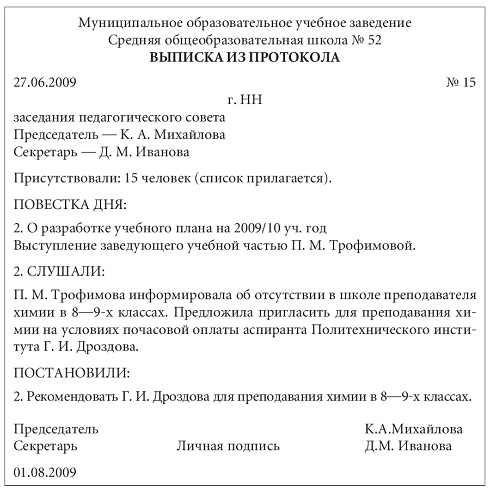 Муниципальное образовательное учебное заведение
Средняя общеобразовательная школа № 52
ВЫПИСКА ИЗ ПРОТОКОЛА
27.06.2009 № 15
г. НН
заседания педагогического совета
Председатель — К. А. Михайлова
Секретарь — Д. М. Иванова
Присутствовали: 15 человек (список прилагается).
ПОВЕСТКА ДНЯ:
2. О разработке учебного плана на 2009/10 уч. год
Выступление заведующего учебной частью П. М. Трофимовой.
2. СЛУШАЛИ:
П. М. Трофимова информировала об отсутствии в школе преподавателя
химии в 8—9-х классах. Предложила пригласить для преподавания хи-
мии на условиях почасовой оплаты аспиранта Политехнического инсти-
тута Г. И. Дроздова.
ПОСТАНОВИЛИ:
2. Рекомендовать Г. И. Дроздова для преподавания химии в 8—9-х классах.
Председатель К.А.Михайлова
Секретарь Личная подпись Д.М. Иванова
01.08.2009